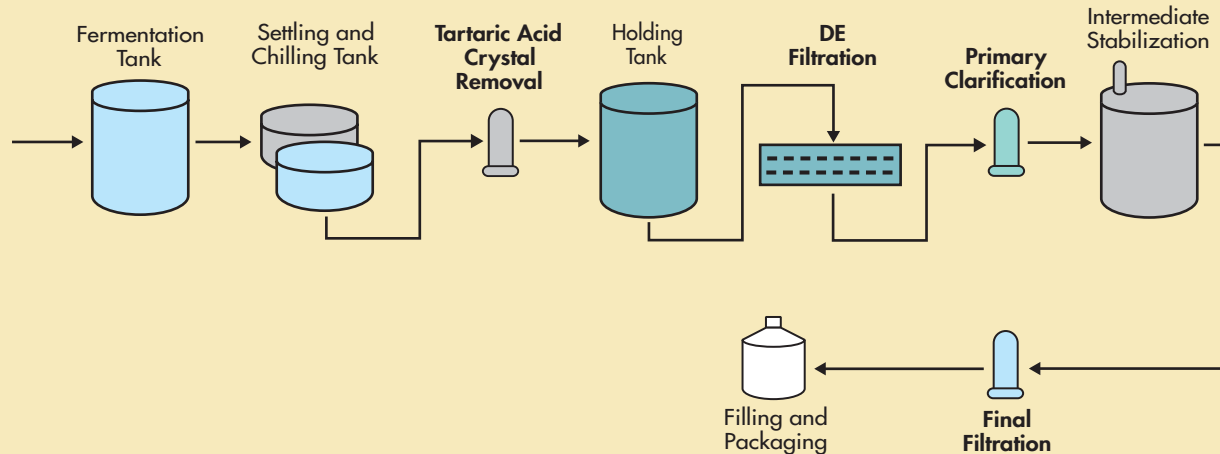 Fermentation
Tank
Settling and
Chilling Tank
Tartaric Acid
Crystal
Removal
Holding
Tank
DE
Filtration
Primary
Clarification
Intermediate
Stabilization
Filling and
Packaging
Final
Filtration